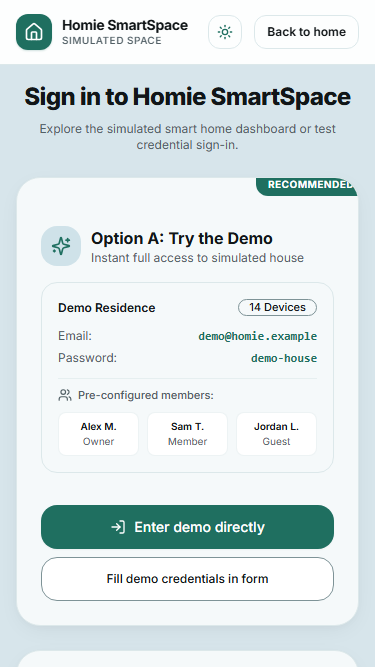 Homie SmartSpace
SIMULATED SPACE
Back to home
Sign in to Homie SmartSpace
Explore the simulated smart home dashboard or test
credential sign-in.
RECOMMENDED
Option A: Try the Demo
Instant full access to simulated house
Demo Residence
14 Devices
Email:
demo@homie.example
Password:
demo-house
Pre-configured members:
Alex M.
Owner
Sam T.
Member
Jordan L.
Guest
Enter demo directly
Fill demo credentials in form